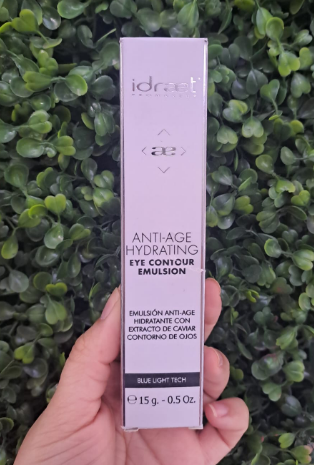 idraet
æ
ANTI-AGE
HYDRATING
EYE CONTOUR
EMULSION
EMULSIÓN ANTI-AGE
HIDRATANTE CON
EXTRACTO DE CAVIAR
CONTORNO DE OJOS
BLUE LIGHT TECH
℮ 15 g. - 0.5 Oz.